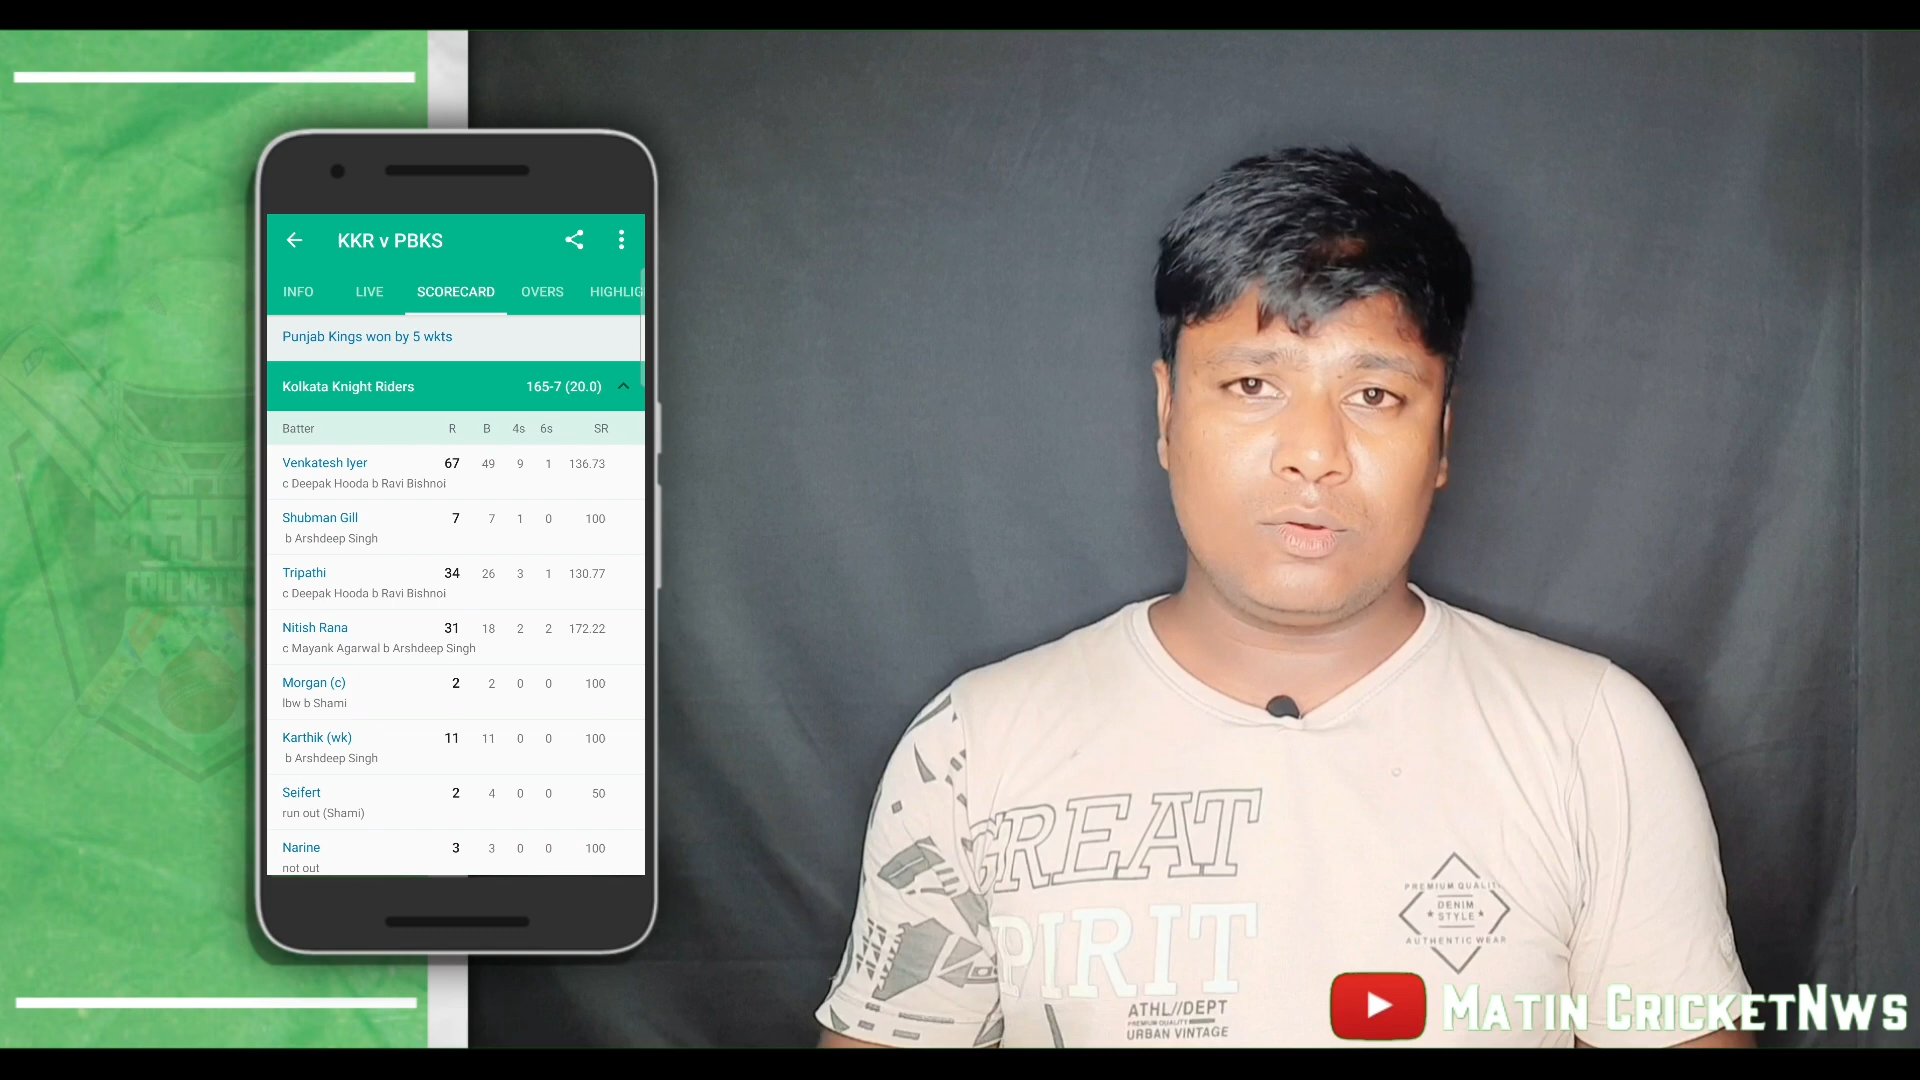 KKR v PBKS
INFO LIVE SCORECARD OVERS HIGHLIG
Punjab Kings won by 5 wkts
Kolkata Knight Riders 165-7 (20.0)
Batter R B 4s 6s SR
Venkatesh Iyer 67 49 9 1 136.73
c Deepak Hooda b Ravi Bishnoi
Shubman Gill 7 7 1 0 100
b Arshdeep Singh
Tripathi 34 26 3 1 130.77
c Deepak Hooda b Ravi Bishnoi
Nitish Rana 31 18 2 2 172.22
c Mayank Agarwal b Arshdeep Singh
Morgan (c) 2 2 0 0 100
lbw b Shami
Karthik (wk) 11 11 0 0 100
b Arshdeep Singh
Seifert 2 4 0 0 50
run out (Shami)
Narine 3 3 0 0 100
not out
GREAT
PIRIT
ATHL//DEPT
PREMIUM QUALITY
URBAN VINTAGE
PREMIUM QUALIT
DENIM
STYLE
AUTHENTIC WEAR
MATIN CRICKETNWS